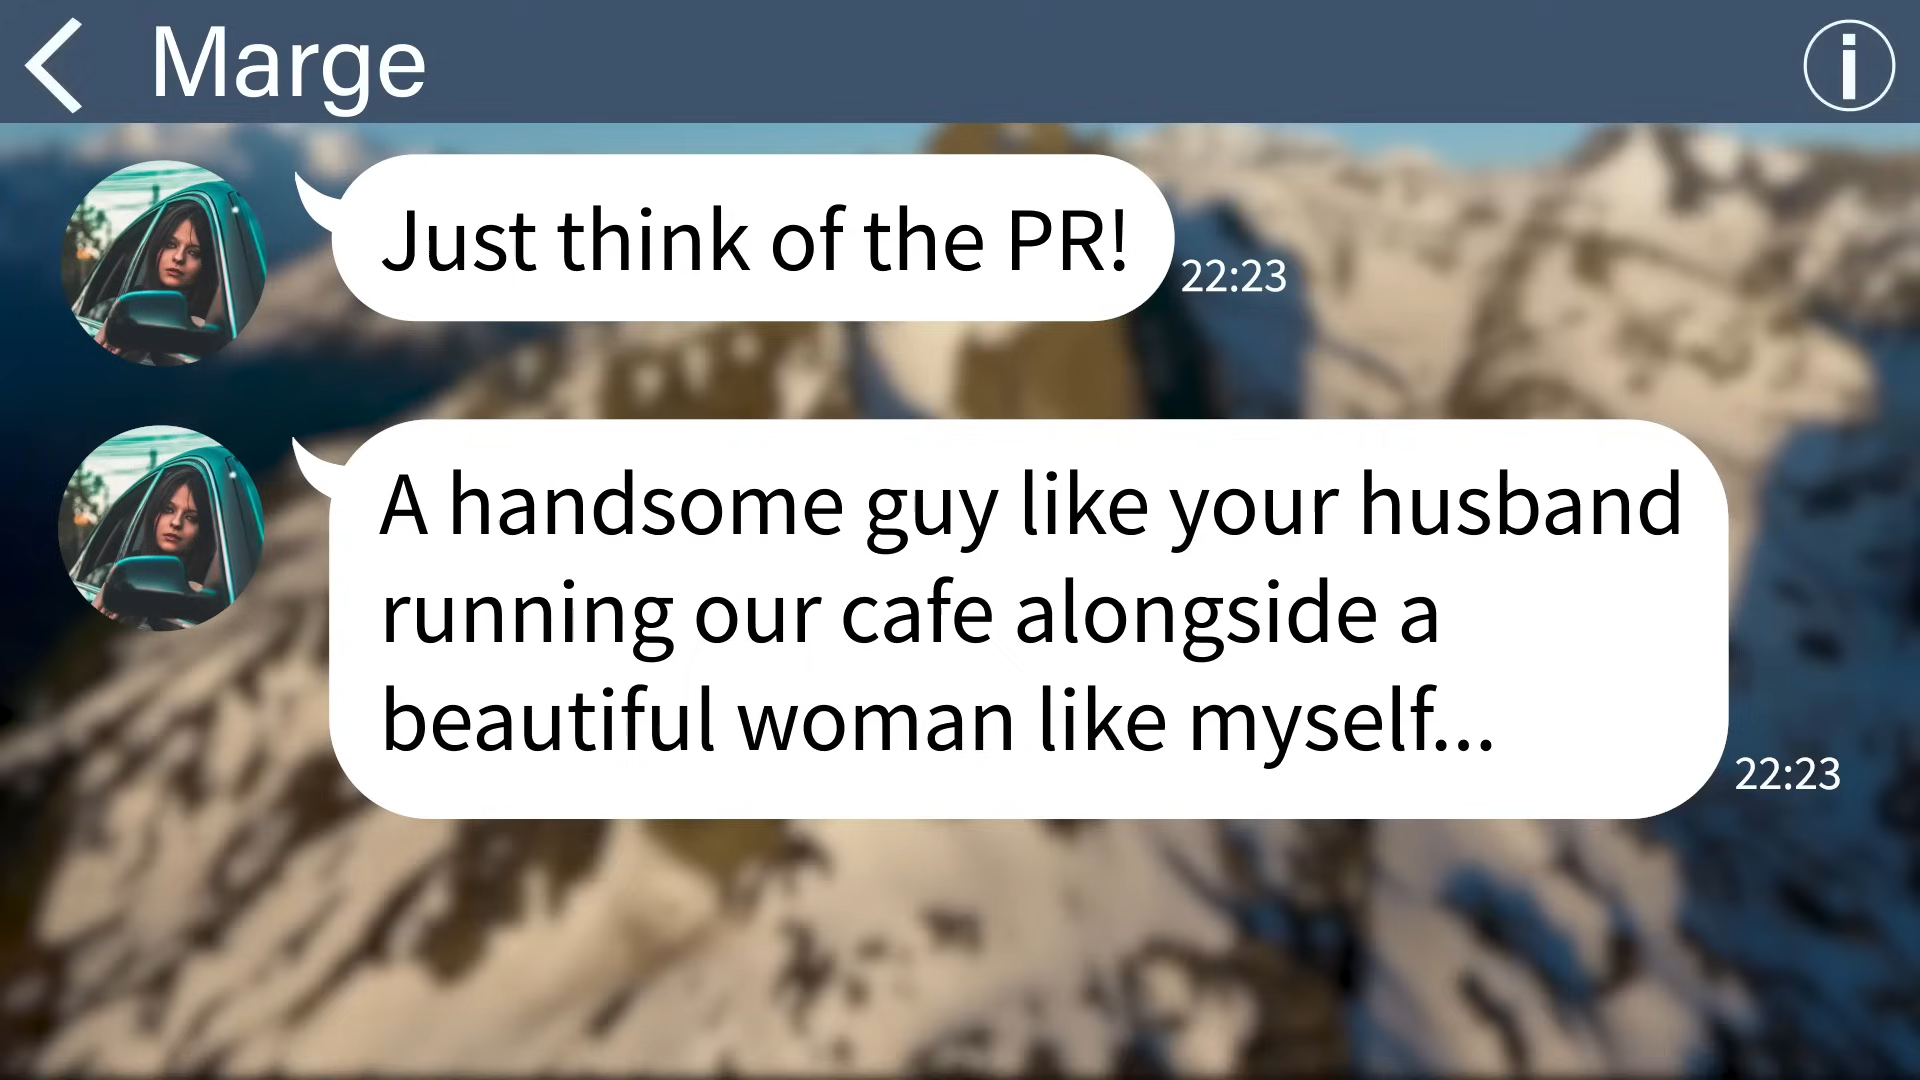 Marge
i
Just think of the PR!
22:23
A handsome guy like your husband
running our cafe alongside a
beautiful woman like myself...
22:23